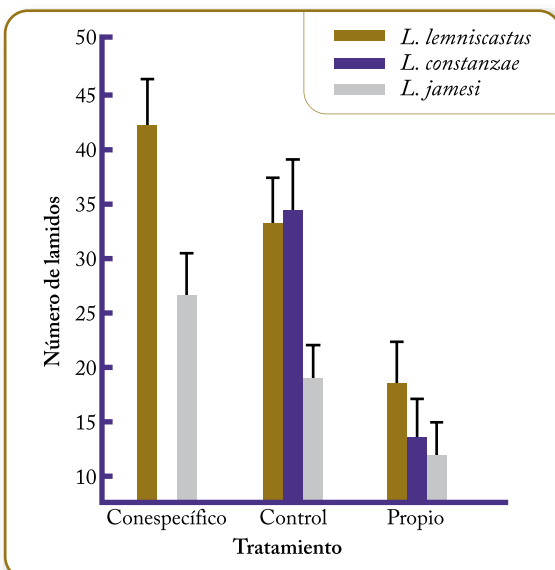 L. lemniscastus
L. constanzae
L. jamesi
Número de lamidos
50
45
40
35
30
25
20
15
10
Conespecífico Control Propio
Tratamiento